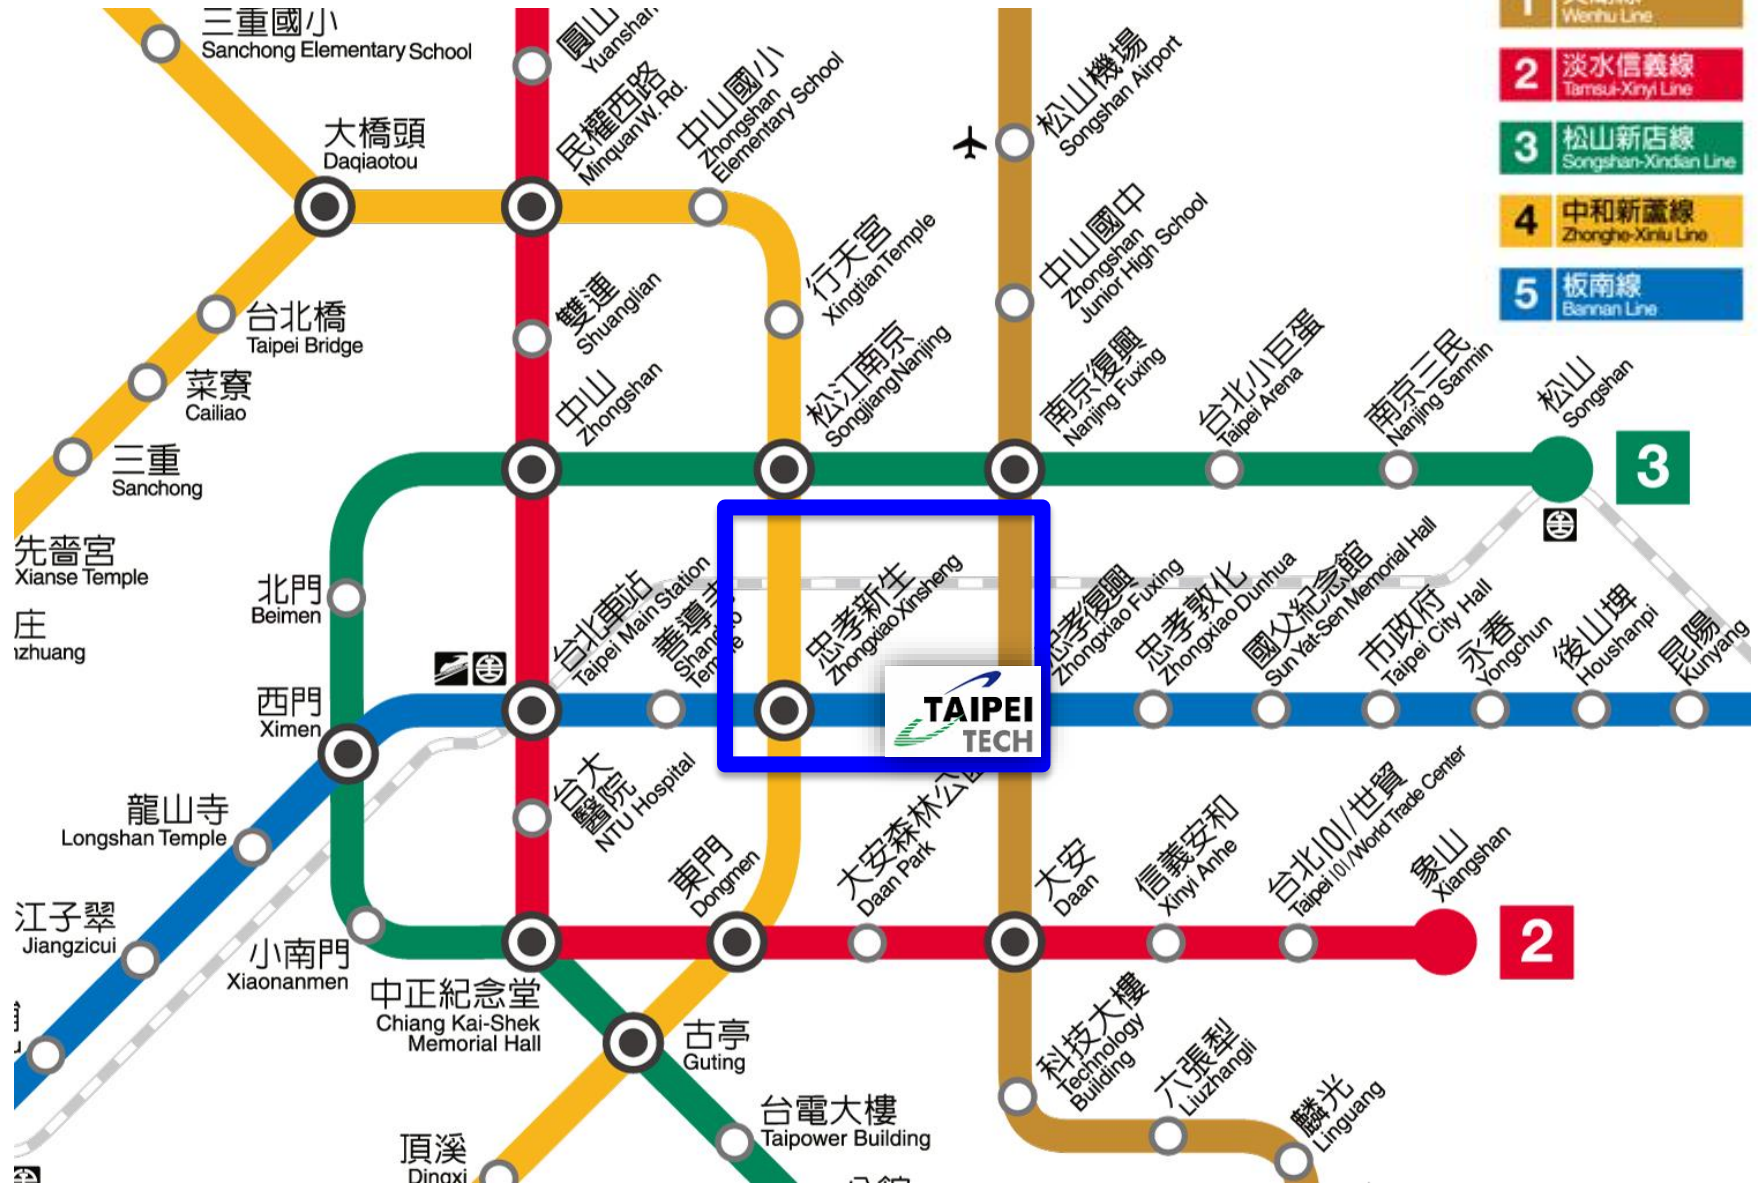 三重國小
Sanchong Elementary School
圓山
Yuanshan
民權西路
Minquan W. Rd.
中山國小
Zhongshan
Elementary School
松山機場
Songshan Airport
1
Wenhu Line
2
淡水信義線
Tamsui-Xinyi Line
3
松山新店線
Songshan-Xindian Line
4
中和新蘆線
Zhonghe-Xinlu Line
5
板南線
Bannan Line
大橋頭
Daqiaotou
行天宮
Xingtian Temple
中山國中
Zhongshan
Junior High School
台北橋
Taipei Bridge
雙連
Shuanglian
菜寮
Cailiao
中山
Zhongshan
松江南京
Songjiang Nanjing
南京復興
Nanjing Fuxing
台北小巨蛋
Taipei Arena
南京三民
Nanjing Sanmin
松山
Songshan
3
三重
Sanchong
先嗇宮
Xianse Temple
庄
nzhuang
北門
Beimen
台北車站
Taipei Main Station
善導寺
Shandao
Temple
忠孝新生
Zhongxiao Xinsheng
忠孝復興
Zhongxiao Fuxing
忠孝敦化
Zhongxiao Dunhua
國父紀念館
Sun Yat-Sen Memorial Hall
市政府
Taipei City Hall
永春
Yongchun
後山埤
Houshanpi
昆陽
Kunyang
西門
Ximen
TAIPEI
TECH
龍山寺
Longshan Temple
台大
醫院
NTU Hospital
東門
Dongmen
大安森林公園
Daan Park
大安
Daan
信義安和
Xinyi Anhe
台北101/世貿
Taipei 101/World Trade Center
象山
Xiangshan
2
江子翠
Jiangzicui
小南門
Xiaonanmen
中正紀念堂
Chiang Kai-Shek
Memorial Hall
古亭
Guting
科技大樓
Technology
Building
六張犁
Liuzhangli
麟光
Linguang
台電大樓
Taipower Building
頂溪
Dingxi
公館